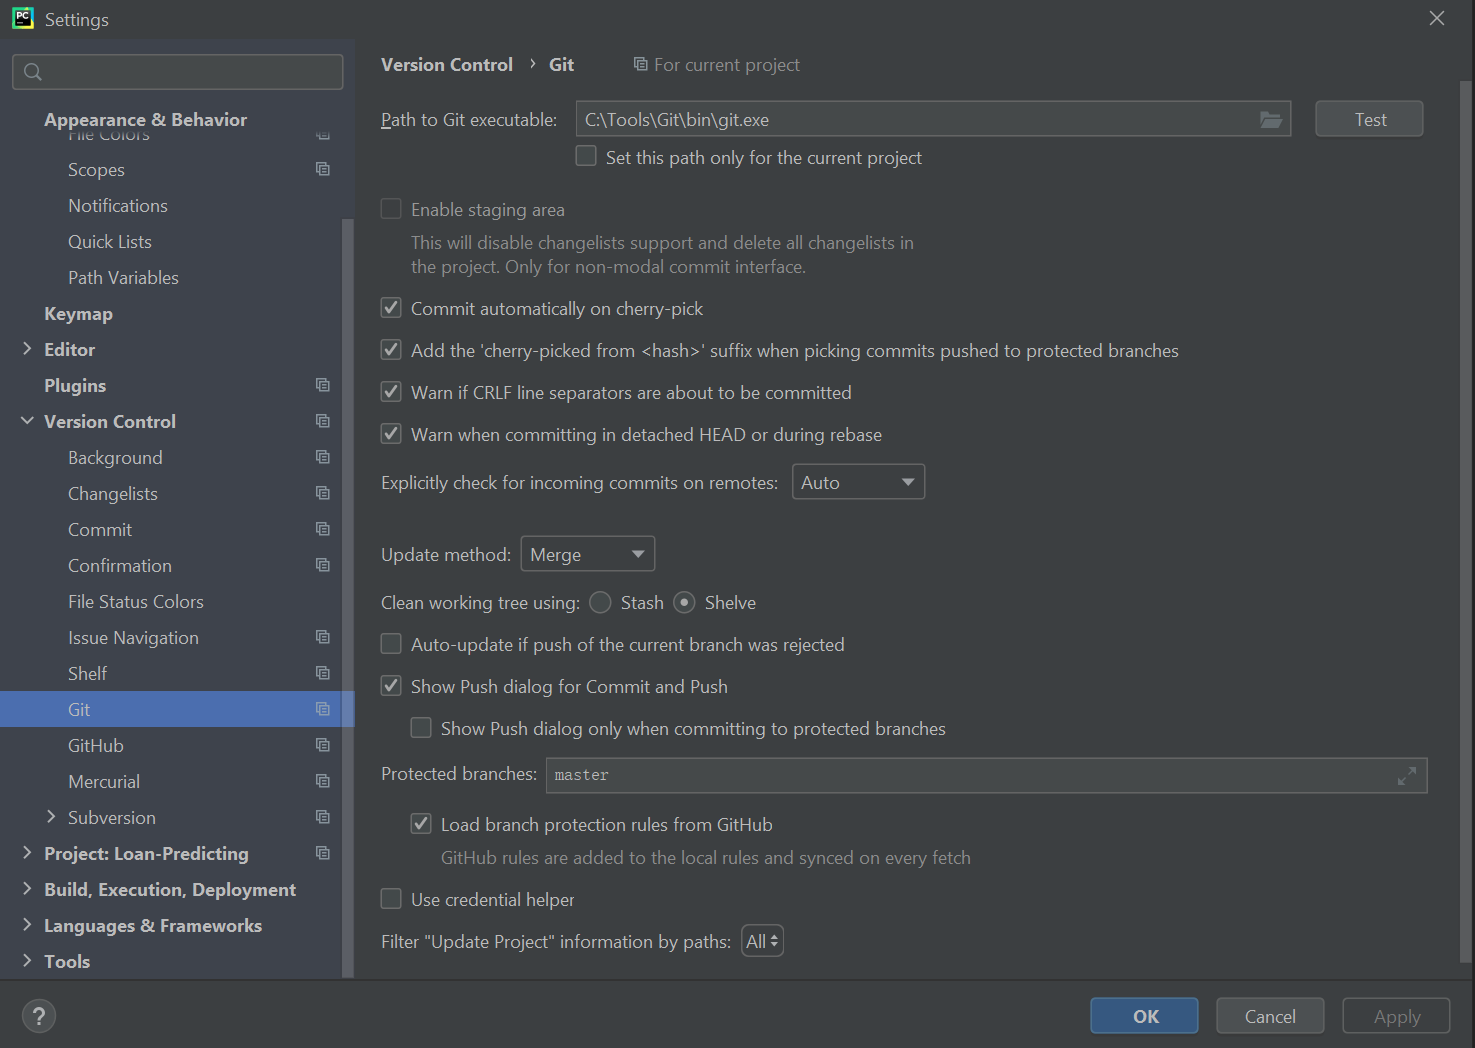 PC
Settings
Appearance & Behavior
File Colors
Scopes
Notifications
Quick Lists
Path Variables
Keymap
Editor
Plugins
Version Control
Background
Changelists
Commit
Confirmation
File Status Colors
Issue Navigation
Shelf
Git
GitHub
Mercurial
Subversion
Project: Loan-Predicting
Build, Execution, Deployment
Languages & Frameworks
Tools
Version Control › Git For current project
Path to Git executable: C:\Tools\Git\bin\git.exe Test
Set this path only for the current project
Enable staging area
This will disable changelists support and delete all changelists in
the project. Only for non-modal commit interface.
Commit automatically on cherry-pick
Add the 'cherry-picked from <hash>' suffix when picking commits pushed to protected branches
Warn if CRLF line separators are about to be committed
Warn when committing in detached HEAD or during rebase
Explicitly check for incoming commits on remotes: Auto
Update method: Merge
Clean working tree using: Stash Shelve
Auto-update if push of the current branch was rejected
Show Push dialog for Commit and Push
Show Push dialog only when committing to protected branches
Protected branches: master
Load branch protection rules from GitHub
GitHub rules are added to the local rules and synced on every fetch
Use credential helper
Filter "Update Project" information by paths: All
? OK Cancel Apply